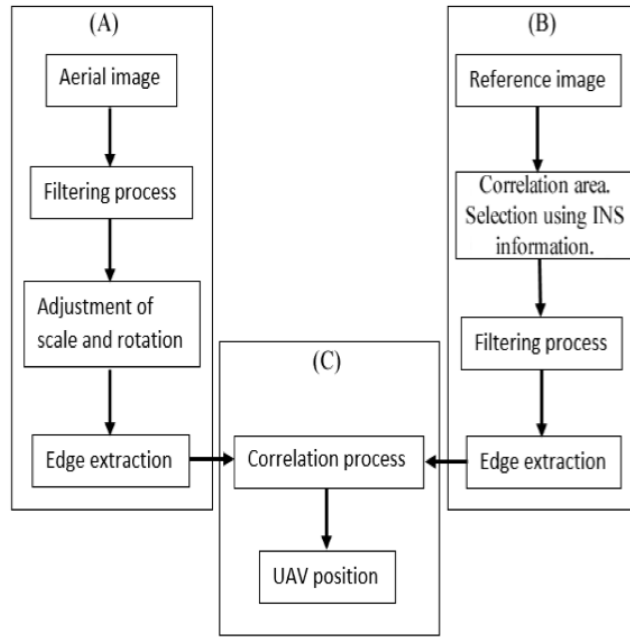 (A)
Aerial image
Filtering process
Adjustment of
scale and rotation
Edge extraction
(B)
Reference image
Correlation area.
Selection using INS
information.
Filtering process
Edge extraction
(C)
Correlation process
UAV position